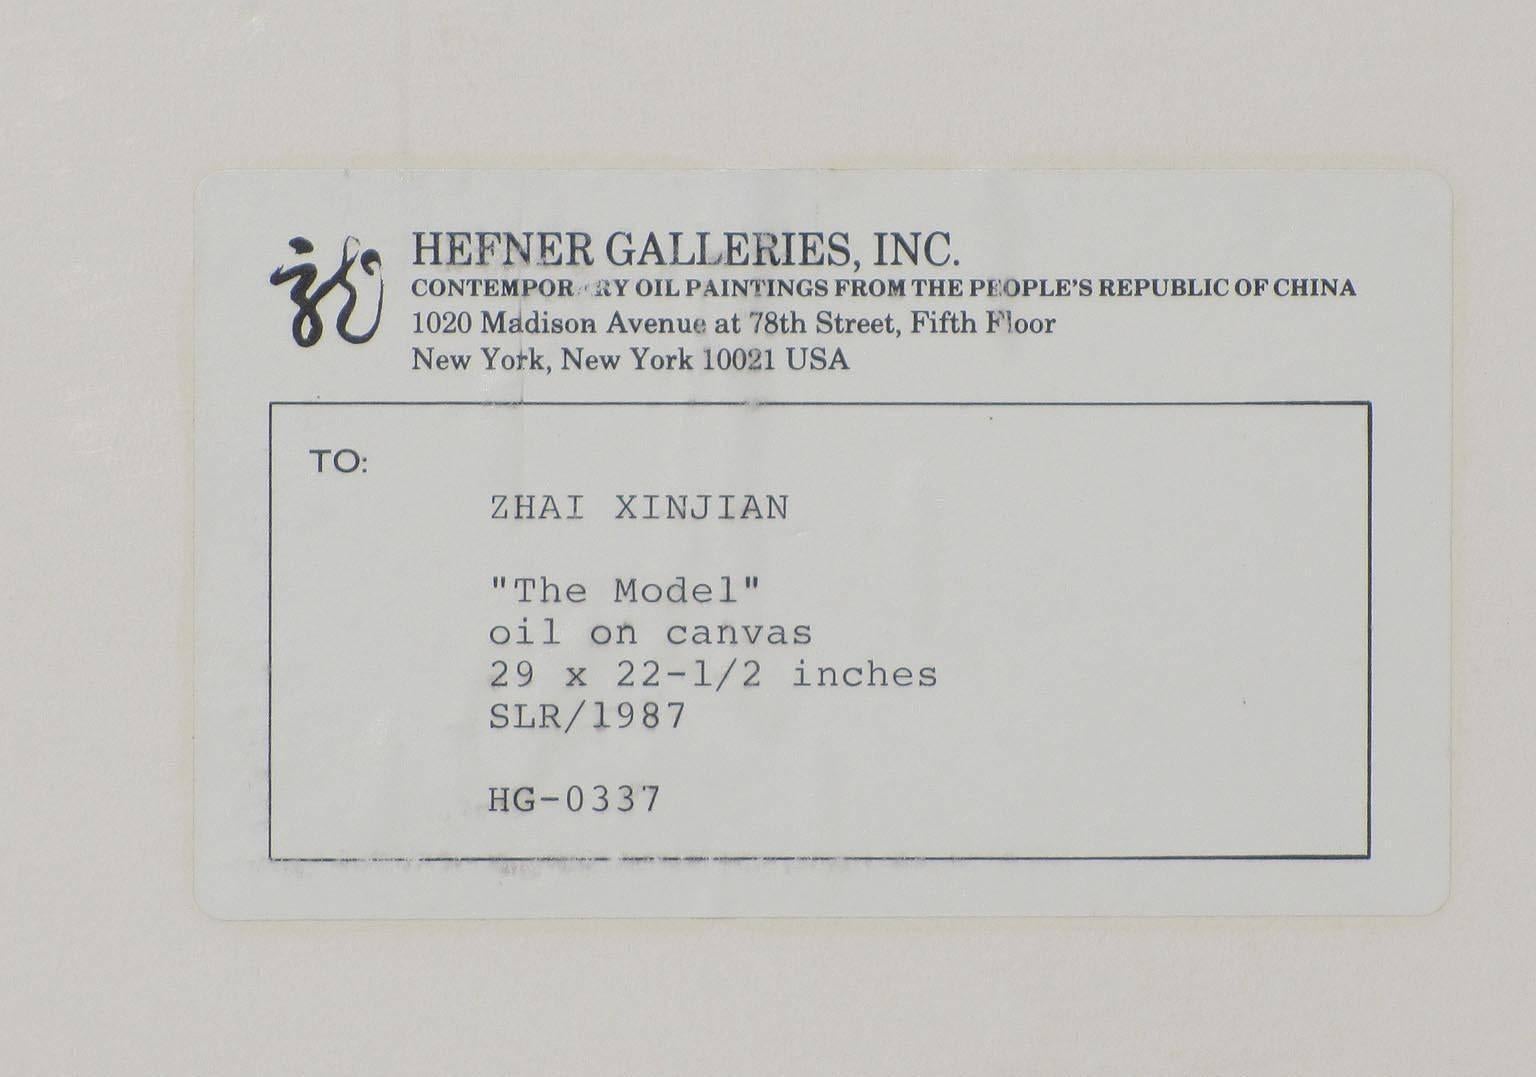 龙 HEFNER GALLERIES, INC.
CONTEMPORARY OIL PAINTINGS FROM THE PEOPLE'S REPUBLIC OF CHINA
1020 Madison Avenue at 78th Street, Fifth Floor
New York, New York 10021 USA
TO:
ZHAI XINJIAN
"The Model"
oil on canvas
29 x 22-1/2 inches
SLR/1987
HG-0337